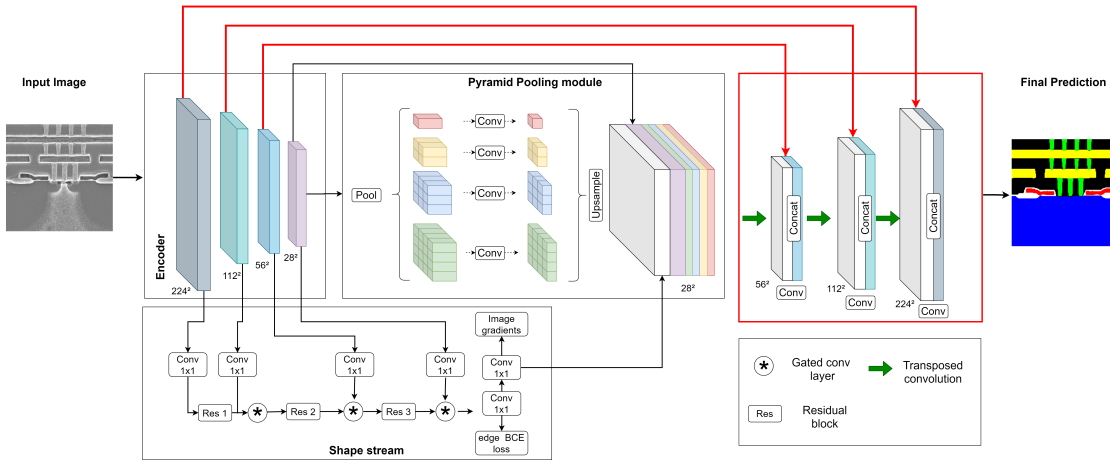 Input Image
Encoder
224²
112²
56²
28²
Pyramid Pooling module
Pool
Conv
Conv
Conv
Conv
Upsample
28²
56²
Concat
Conv
112²
Concat
Conv
224²
Concat
Conv
Final Prediction
Conv
1x1
Conv
1x1
Conv
1x1
Conv
1x1
Res 1
Res 2
Res 3
Image
gradients
Conv
1x1
Conv
1x1
edge BCE
loss
Shape stream
Gated conv
layer
Transposed
convolution
Res
Residual
block